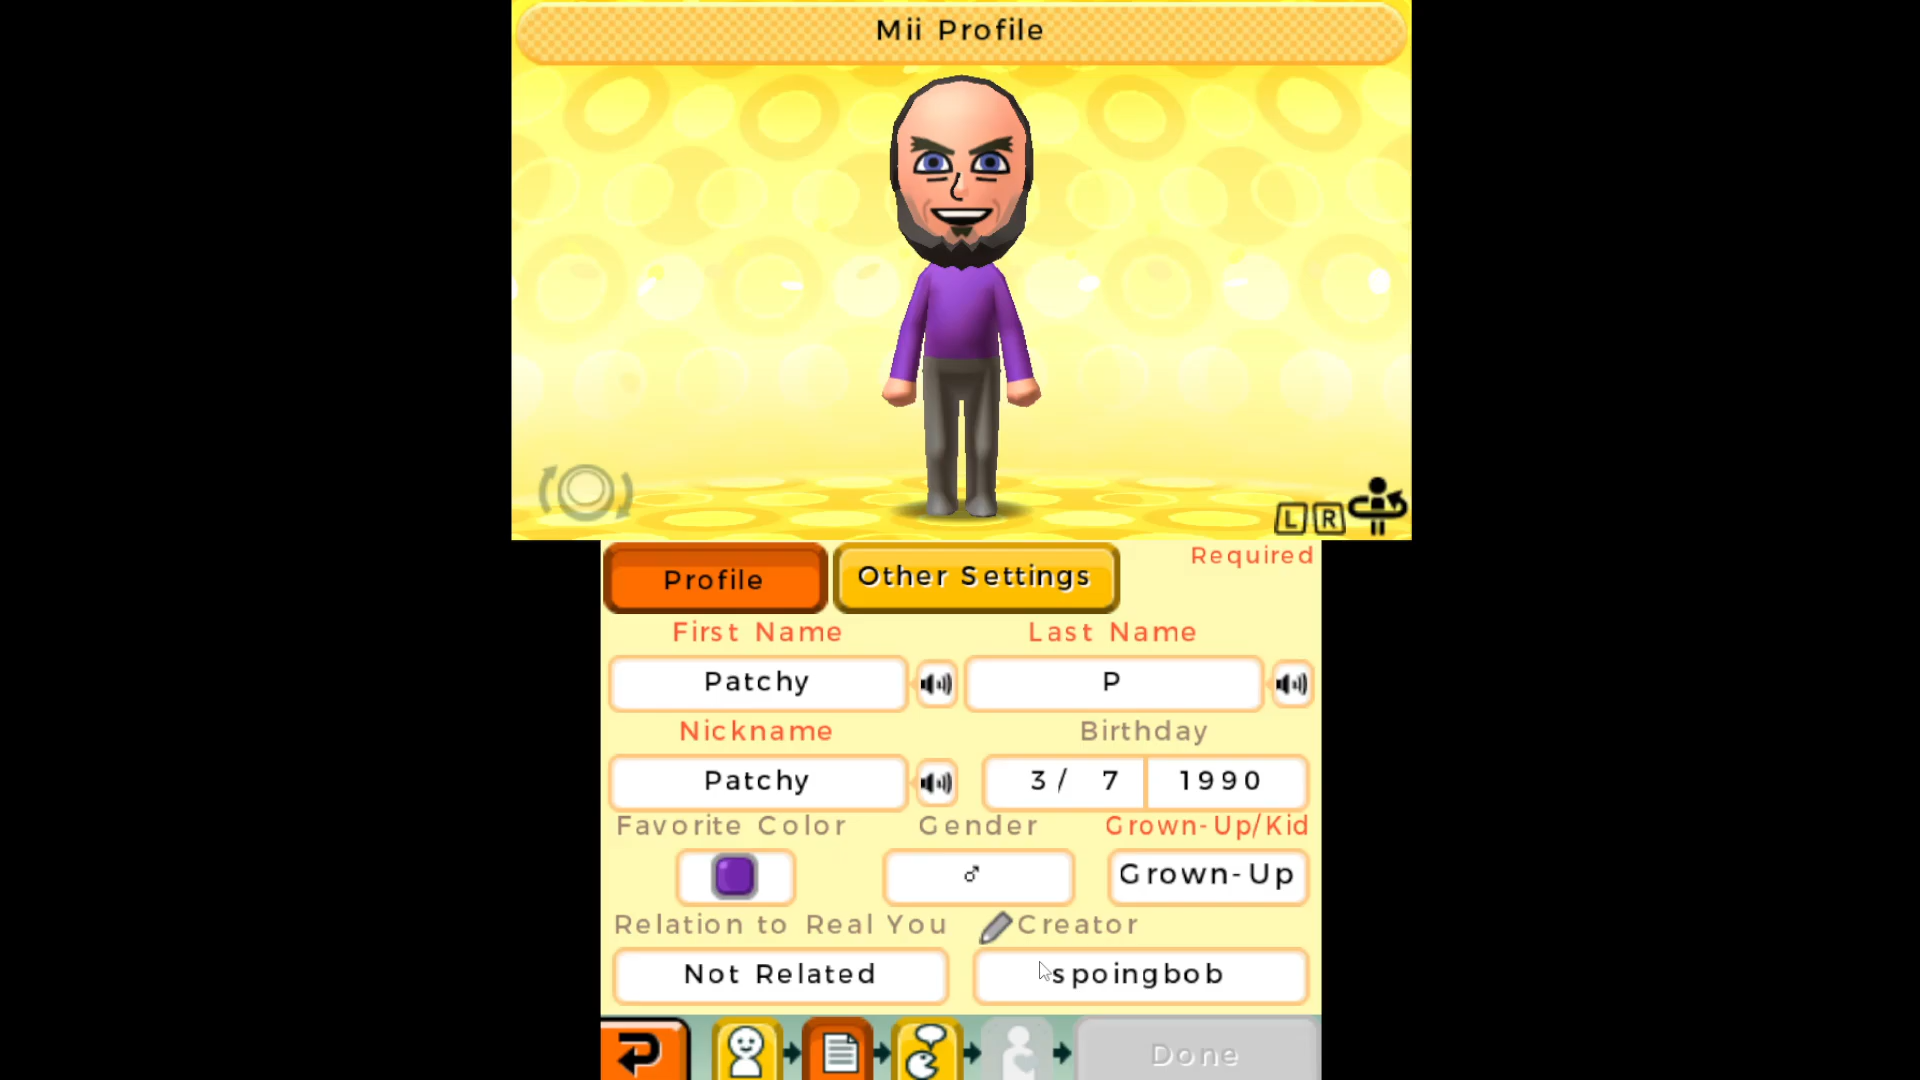 Mii Profile
L R
Required
Profile
Other Settings
First Name
Last Name
Patchy
P
Nickname
Birthday
Patchy
3 / 7
1990
Favorite Color
Gender
Grown-Up/Kid
♂
Grown-Up
Relation to Real You
Creator
Not Related
spoingbob
Done